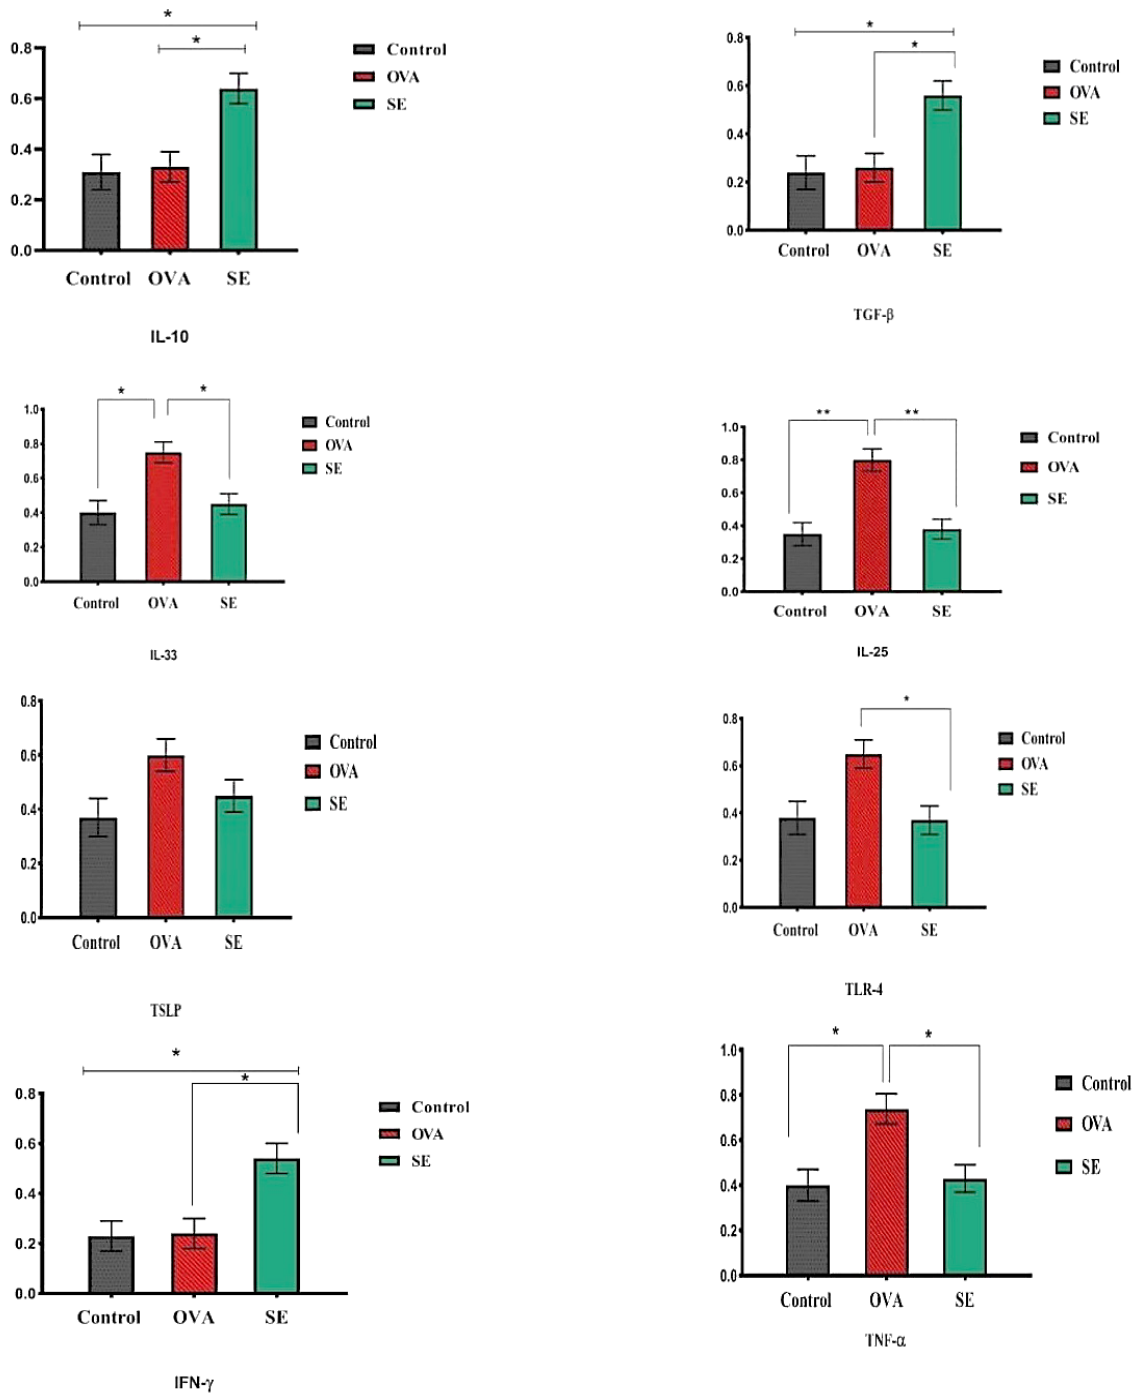 *
*
0.8
0.6
0.4
0.2
0.0
Control OVA SE
Control
OVA
SE
IL-10
*
*
0.8
0.6
0.4
0.2
0.0
Control OVA SE
Control
OVA
SE
TGF-β
* *
1.0
0.8
0.6
0.4
0.2
0.0
Control OVA SE
Control
OVA
SE
IL-33
** **
1.0
0.8
0.6
0.4
0.2
0.0
Control OVA SE
Control
OVA
SE
IL-25
0.8
0.6
0.4
0.2
0.0
Control OVA SE
Control
OVA
SE
TSLP
*
0.8
0.6
0.4
0.2
0.0
Control OVA SE
Control
OVA
SE
TLR-4
*
*
0.8
0.6
0.4
0.2
0.0
Control OVA SE
Control
OVA
SE
IFN-γ
* *
1.0
0.8
0.6
0.4
0.2
0.0
Control OVA SE
Control
OVA
SE
TNF-α